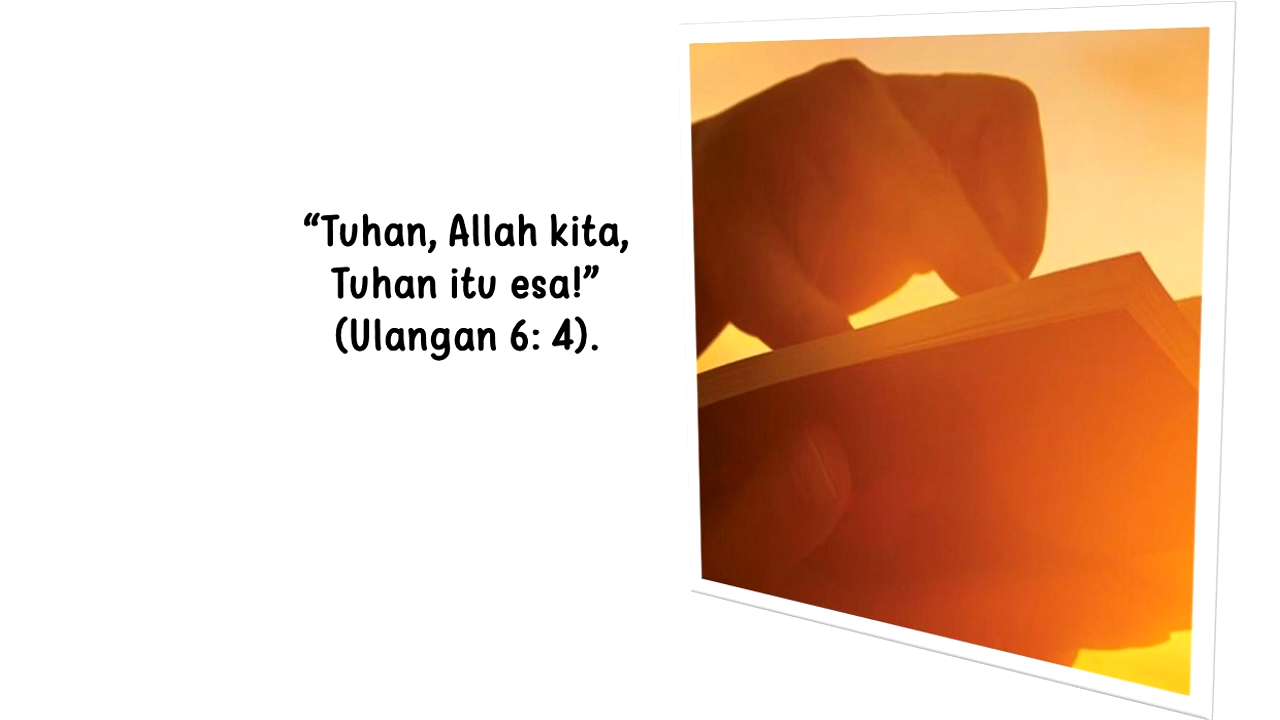 “Tuhan, Allah kita,
Tuhan itu esa!”
(Ulangan 6: 4).